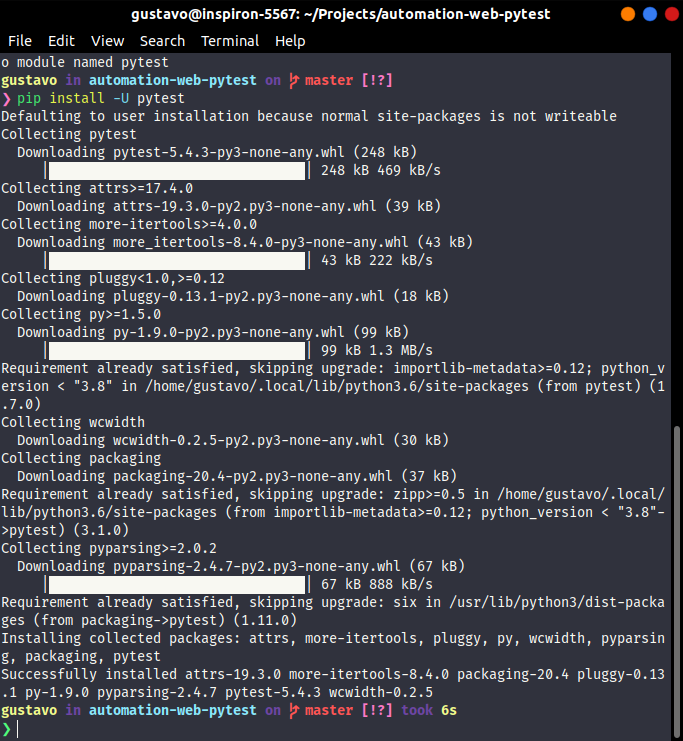 gustavo@inspiron-5567: ~/Projects/automation-web-pytest
File Edit View Search Terminal Help
o module named pytest
gustavo in automation-web-pytest on master [!?]
❯ pip install -U pytest
Defaulting to user installation because normal site-packages is not writeable
Collecting pytest
  Downloading pytest-5.4.3-py3-none-any.whl (248 kB)
     |████████████████████████████████| 248 kB 469 kB/s
Collecting attrs>=17.4.0
  Downloading attrs-19.3.0-py2.py3-none-any.whl (39 kB)
Collecting more-itertools>=4.0.0
  Downloading more_itertools-8.4.0-py3-none-any.whl (43 kB)
     |████████████████████████████████| 43 kB 222 kB/s
Collecting pluggy<1.0,>=0.12
  Downloading pluggy-0.13.1-py2.py3-none-any.whl (18 kB)
Collecting py>=1.5.0
  Downloading py-1.9.0-py2.py3-none-any.whl (99 kB)
     |████████████████████████████████| 99 kB 1.3 MB/s
Requirement already satisfied, skipping upgrade: importlib-metadata>=0.12; python_v
ersion < "3.8" in /home/gustavo/.local/lib/python3.6/site-packages (from pytest) (1
.7.0)
Collecting wcwidth
  Downloading wcwidth-0.2.5-py2.py3-none-any.whl (30 kB)
Collecting packaging
  Downloading packaging-20.4-py2.py3-none-any.whl (37 kB)
Requirement already satisfied, skipping upgrade: zipp>=0.5 in /home/gustavo/.local/
lib/python3.6/site-packages (from importlib-metadata>=0.12; python_version < "3.8"-
>pytest) (3.1.0)
Collecting pyparsing>=2.0.2
  Downloading pyparsing-2.4.7-py2.py3-none-any.whl (67 kB)
     |████████████████████████████████| 67 kB 888 kB/s
Requirement already satisfied, skipping upgrade: six in /usr/lib/python3/dist-packa
ges (from packaging->pytest) (1.11.0)
Installing collected packages: attrs, more-itertools, pluggy, py, wcwidth, pyparsin
g, packaging, pytest
Successfully installed attrs-19.3.0 more-itertools-8.4.0 packaging-20.4 pluggy-0.13
.1 py-1.9.0 pyparsing-2.4.7 pytest-5.4.3 wcwidth-0.2.5
gustavo in automation-web-pytest on master [!?] took 6s
❯